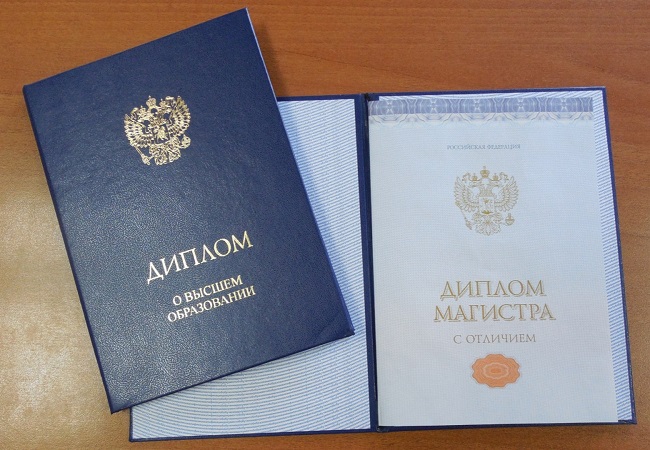 ДИПЛОМ
О ВЫСШЕМ
ОБРАЗОВАНИИ
РОССИЙСКАЯ ФЕДЕРАЦИЯ
ДИПЛОМ
МАГИСТРА
С ОТЛИЧИЕМ